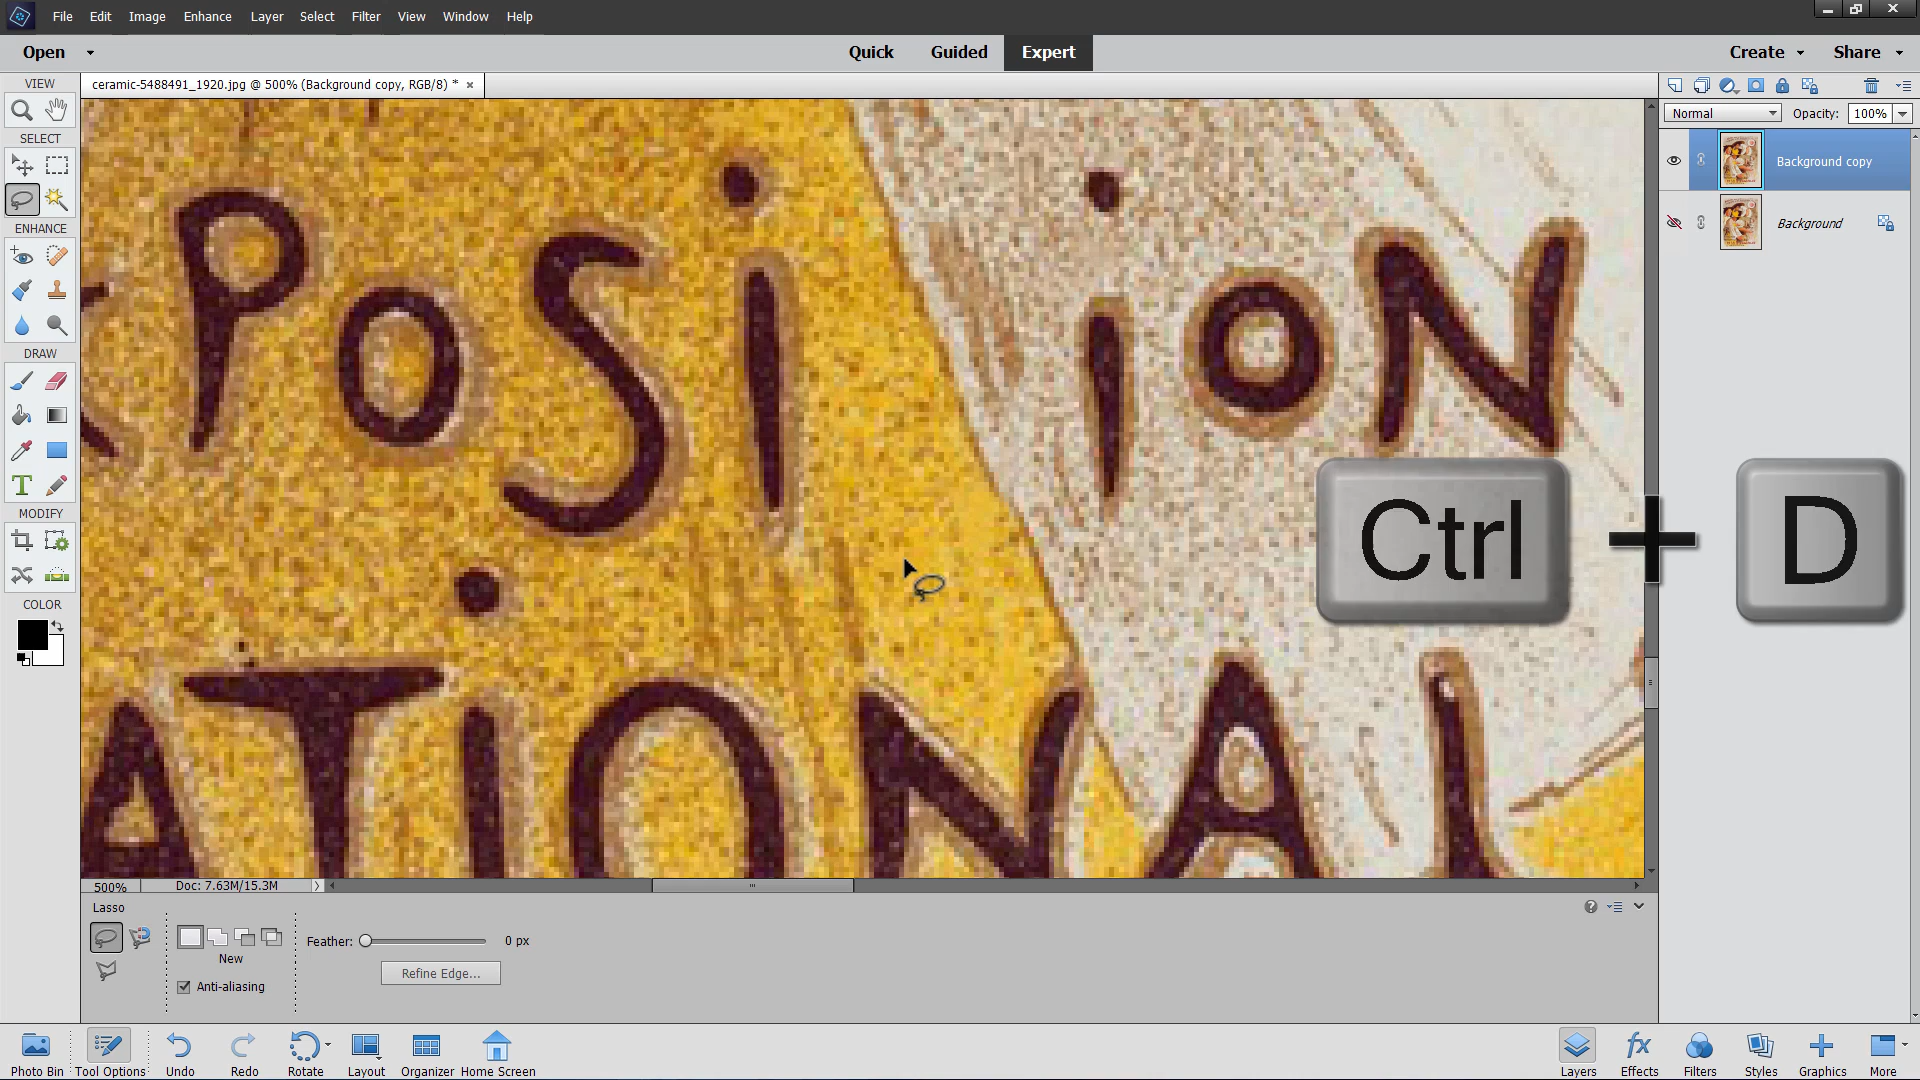 File Edit Image Enhance Layer Select Filter View Window Help
Open Quick Guided Expert Create Share
VIEW
ceramic-5488491_1920.jpg @ 500% (Background copy, RGB/8) * ×
Normal Opacity: 100%
SELECT
Background copy
Background
ENHANCE
POSITION
ATIONAL
Ctrl + D
DRAW
MODIFY
COLOR
500% Doc: 7.63M/15.3M
Lasso
New
Feather: 0 px
Refine Edge...
Anti-aliasing
Photo Bin Tool Options Undo Redo Rotate Layout Organizer Home Screen Layers Effects Filters Styles Graphics More